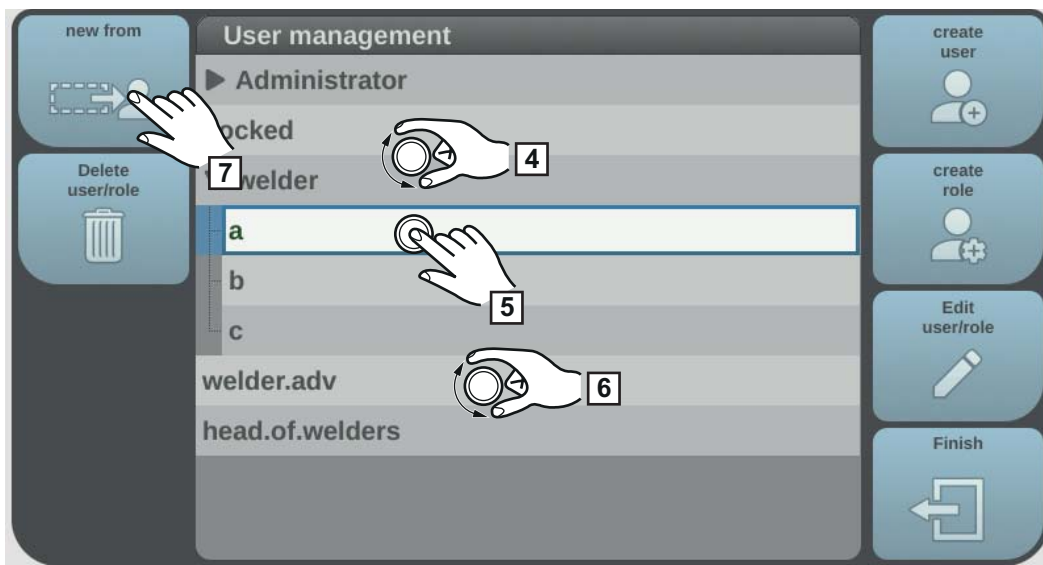 new from
User management
create
user
Administrator
ocked
4
7
welder
Delete
user/role
create
role
a
5
b
c
Edit
user/role
welder.adv
6
head.of.welders
Finish